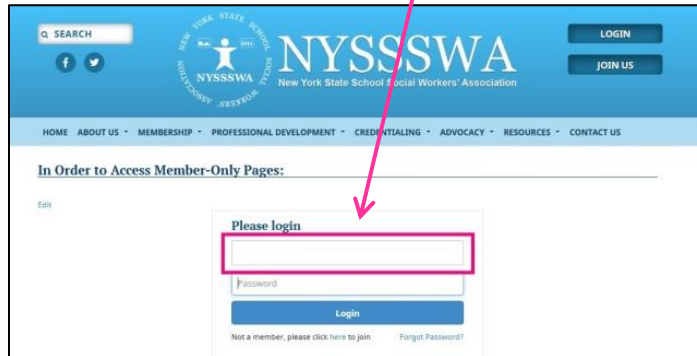 SEARCH
NEW YORK STATE SCHOOL SOCIAL WORKERS' ASSOCIATION
NYSSSWA
NYSSSWA
New York State School Social Workers' Association
LOGIN
JOIN US
HOME ABOUT US MEMBERSHIP PROFESSIONAL DEVELOPMENT CREDENTIALING ADVOCACY RESOURCES CONTACT US
In Order to Access Member-Only Pages:
Edit
Please login
Password
Login
Not a member, please click here to join Forgot Password?